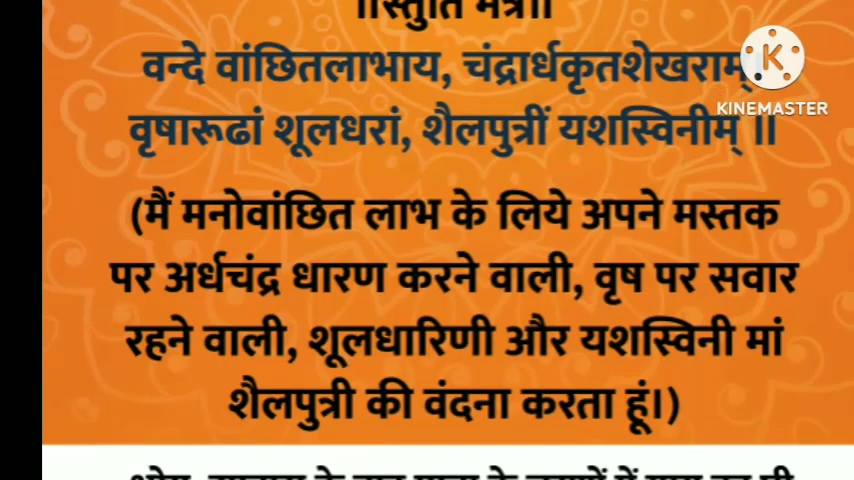 ॥स्तुति मंत्र॥
वन्दे वांछितलाभाय, चंद्रार्धकृतशेखराम्
वृषारूढां शूलधरां, शैलपुत्रीं यशस्विनीम् ॥
K
KINEMASTER
(मैं मनोवांछित लाभ के लिये अपने मस्तक
पर अर्धचंद्र धारण करने वाली, वृष पर सवार
रहने वाली, शूलधारिणी और यशस्विनी मां
शैलपुत्री की वंदना करता हूं।)